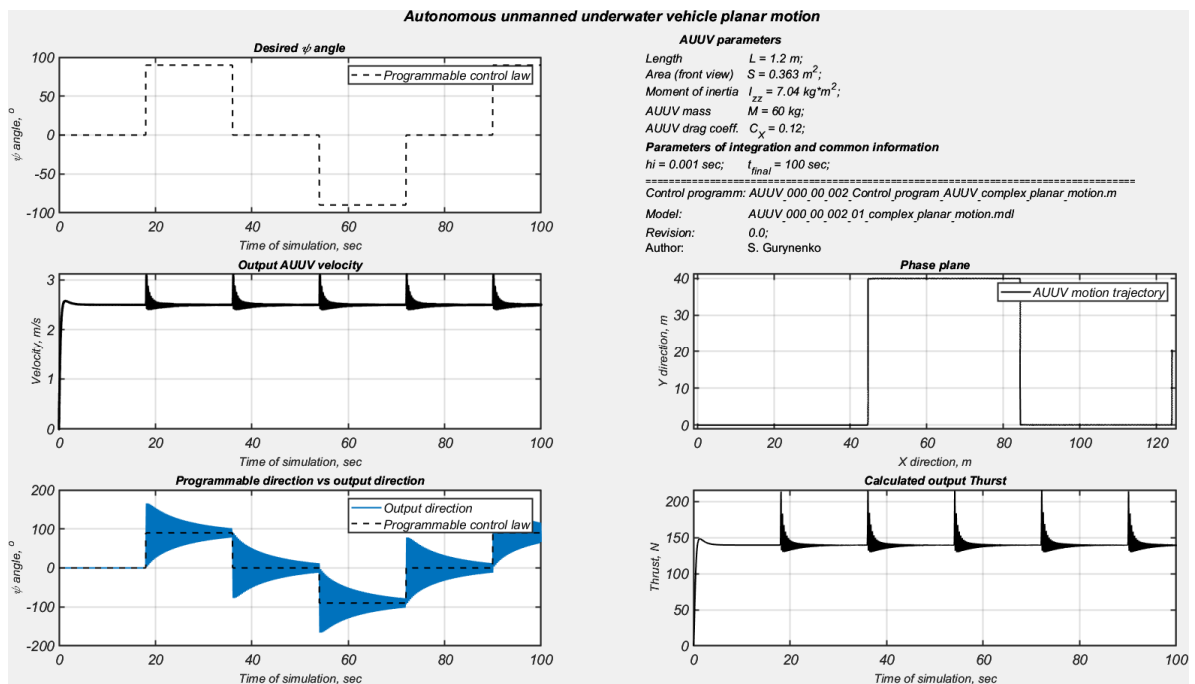 Autonomous unmanned underwater vehicle planar motion
Desired ψ angle
100
50
0
-50
-100
ψ angle, °
Programmable control law
0 20 40 60 80 100
Time of simulation, sec
AUUV parameters
Length L = 1.2 m;
Area (front view) S = 0.363 m²;
Moment of inertia I_zz = 7.04 kg*m²;
AUUV mass M = 60 kg;
AUUV drag coeff. C_X = 0.12;
Parameters of integration and common information
hi = 0.001 sec; t_final = 100 sec;
==========================================================================
Control programm: AUUV_000_00_002_Control_program_AUUV_complex_planar_motion.m
Model: AUUV_000_00_002_01_complex_planar_motion.mdl
Revision: 0.0;
Author: S. Gurynenko
Output AUUV velocity
3
2
1
0
Velocity, m/s
0 20 40 60 80 100
Time of simulation, sec
Phase plane
40
30
20
10
0
Y direction, m
AUUV motion trajectory
0 20 40 60 80 100 120
X direction, m
Programmable direction vs output direction
200
100
0
-100
-200
ψ angle, °
Output direction
Programmable control law
0 20 40 60 80 100
Time of simulation, sec
Calculated output Thurst
200
150
100
50
0
Thrust, N
0 20 40 60 80 100
Time of simulation, sec